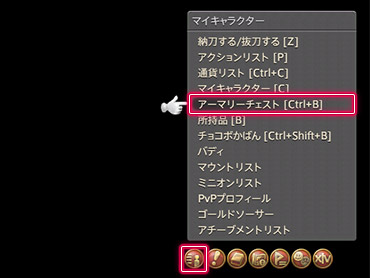 マイキャラクター
納刀する/抜刀する [Z]
アクションリスト [P]
通貨リスト [Ctrl+C]
マイキャラクター [C]
アーマリーチェスト [Ctrl+B]
所持品 [B]
チョコボかばん [Ctrl+Shift+B]
バディ
マウントリスト
ミニオンリスト
PvPプロフィール
ゴールドソーサー
アチーブメントリスト
XIV